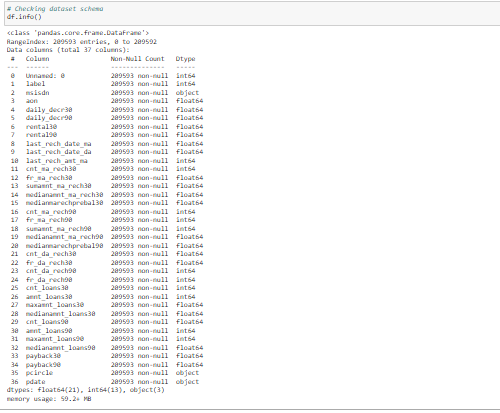 # Checking dataset schema
df.info()
<class 'pandas.core.frame.DataFrame'>
RangeIndex: 209593 entries, 0 to 209592
Data columns (total 37 columns):
# Column Non-Null Count Dtype
--- ------ -------------- -----
0 Unnamed: 0 209593 non-null int64
1 label 209593 non-null int64
2 msisdn 209593 non-null object
3 aon 209593 non-null float64
4 daily_decr30 209593 non-null float64
5 daily_decr90 209593 non-null float64
6 rental30 209593 non-null float64
7 rental90 209593 non-null float64
8 last_rech_date_ma 209593 non-null float64
9 last_rech_date_da 209593 non-null float64
10 last_rech_amt_ma 209593 non-null int64
11 cnt_ma_rech30 209593 non-null int64
12 fr_ma_rech30 209593 non-null float64
13 sumamnt_ma_rech30 209593 non-null float64
14 medianamnt_ma_rech30 209593 non-null float64
15 medianmarechprebal30 209593 non-null float64
16 cnt_ma_rech90 209593 non-null int64
17 fr_ma_rech90 209593 non-null int64
18 sumamnt_ma_rech90 209593 non-null int64
19 medianamnt_ma_rech90 209593 non-null float64
20 medianmarechprebal90 209593 non-null float64
21 cnt_da_rech30 209593 non-null float64
22 fr_da_rech30 209593 non-null float64
23 cnt_da_rech90 209593 non-null int64
24 fr_da_rech90 209593 non-null int64
25 cnt_loans30 209593 non-null int64
26 amnt_loans30 209593 non-null int64
27 maxamnt_loans30 209593 non-null float64
28 medianamnt_loans30 209593 non-null float64
29 cnt_loans90 209593 non-null float64
30 amnt_loans90 209593 non-null int64
31 maxamnt_loans90 209593 non-null int64
32 medianamnt_loans90 209593 non-null float64
33 payback30 209593 non-null float64
34 payback90 209593 non-null float64
35 pcircle 209593 non-null object
36 pdate 209593 non-null object
dtypes: float64(21), int64(13), object(3)
memory usage: 59.2+ MB